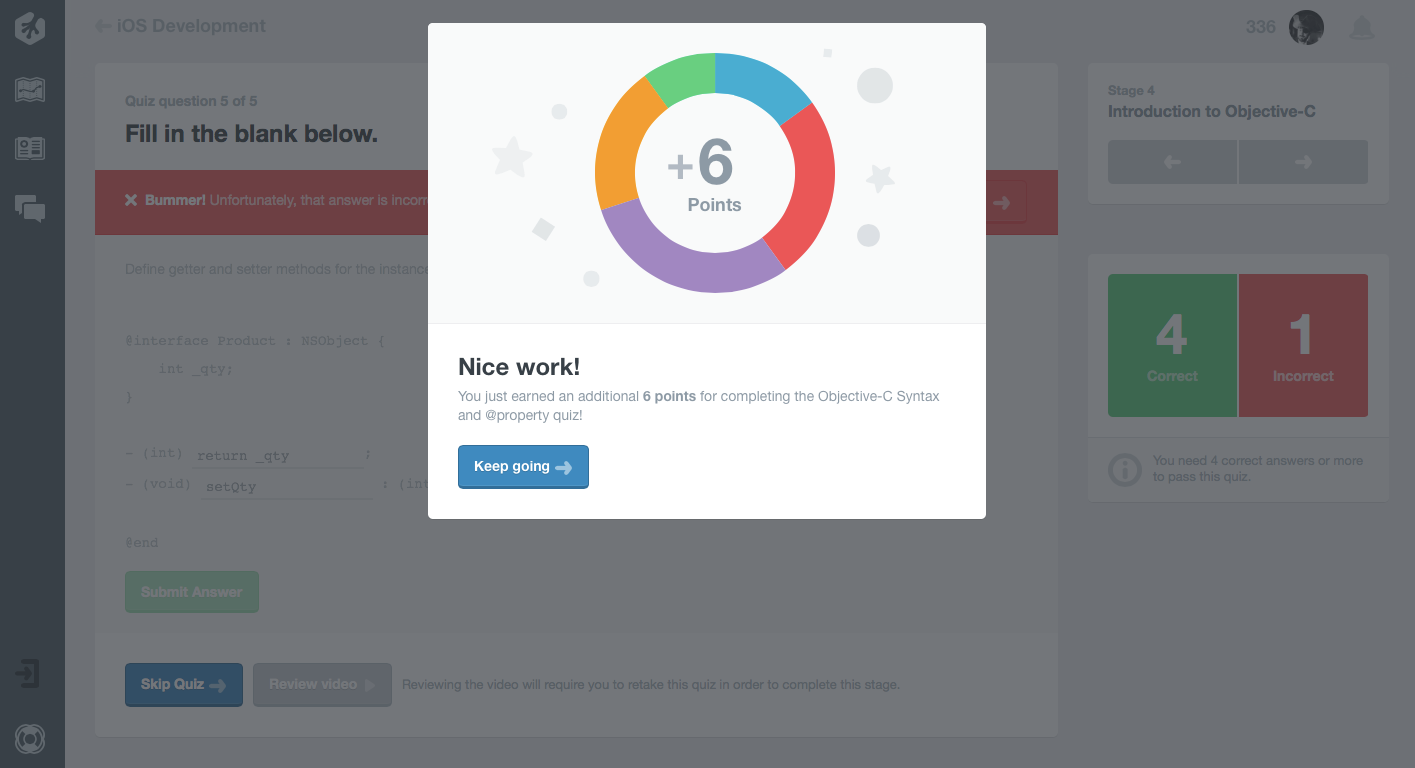 iOS Development
336
Quiz question 5 of 5
Fill in the blank below.
Bummer! Unfortunately, that answer is incorr
Define getter and setter methods for the instance
@interface Product : NSObject {
int _qty;
}
- (int) return _qty ;
- (void) setQty : (int
@end
Submit Answer
Skip Quiz
Review video
Reviewing the video will require you to retake this quiz in order to complete this stage.
+6
Points
Nice work!
You just earned an additional 6 points for completing the Objective-C Syntax
and @property quiz!
Keep going
Stage 4
Introduction to Objective-C
4
Correct
1
Incorrect
You need 4 correct answers or more
to pass this quiz.